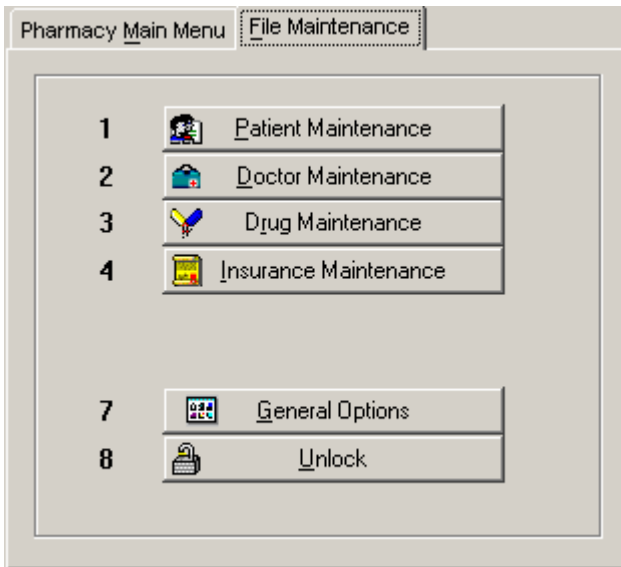 Pharmacy Main Menu File Maintenance
1 Patient Maintenance
2 Doctor Maintenance
3 Drug Maintenance
4 Insurance Maintenance
7 General Options
8 Unlock